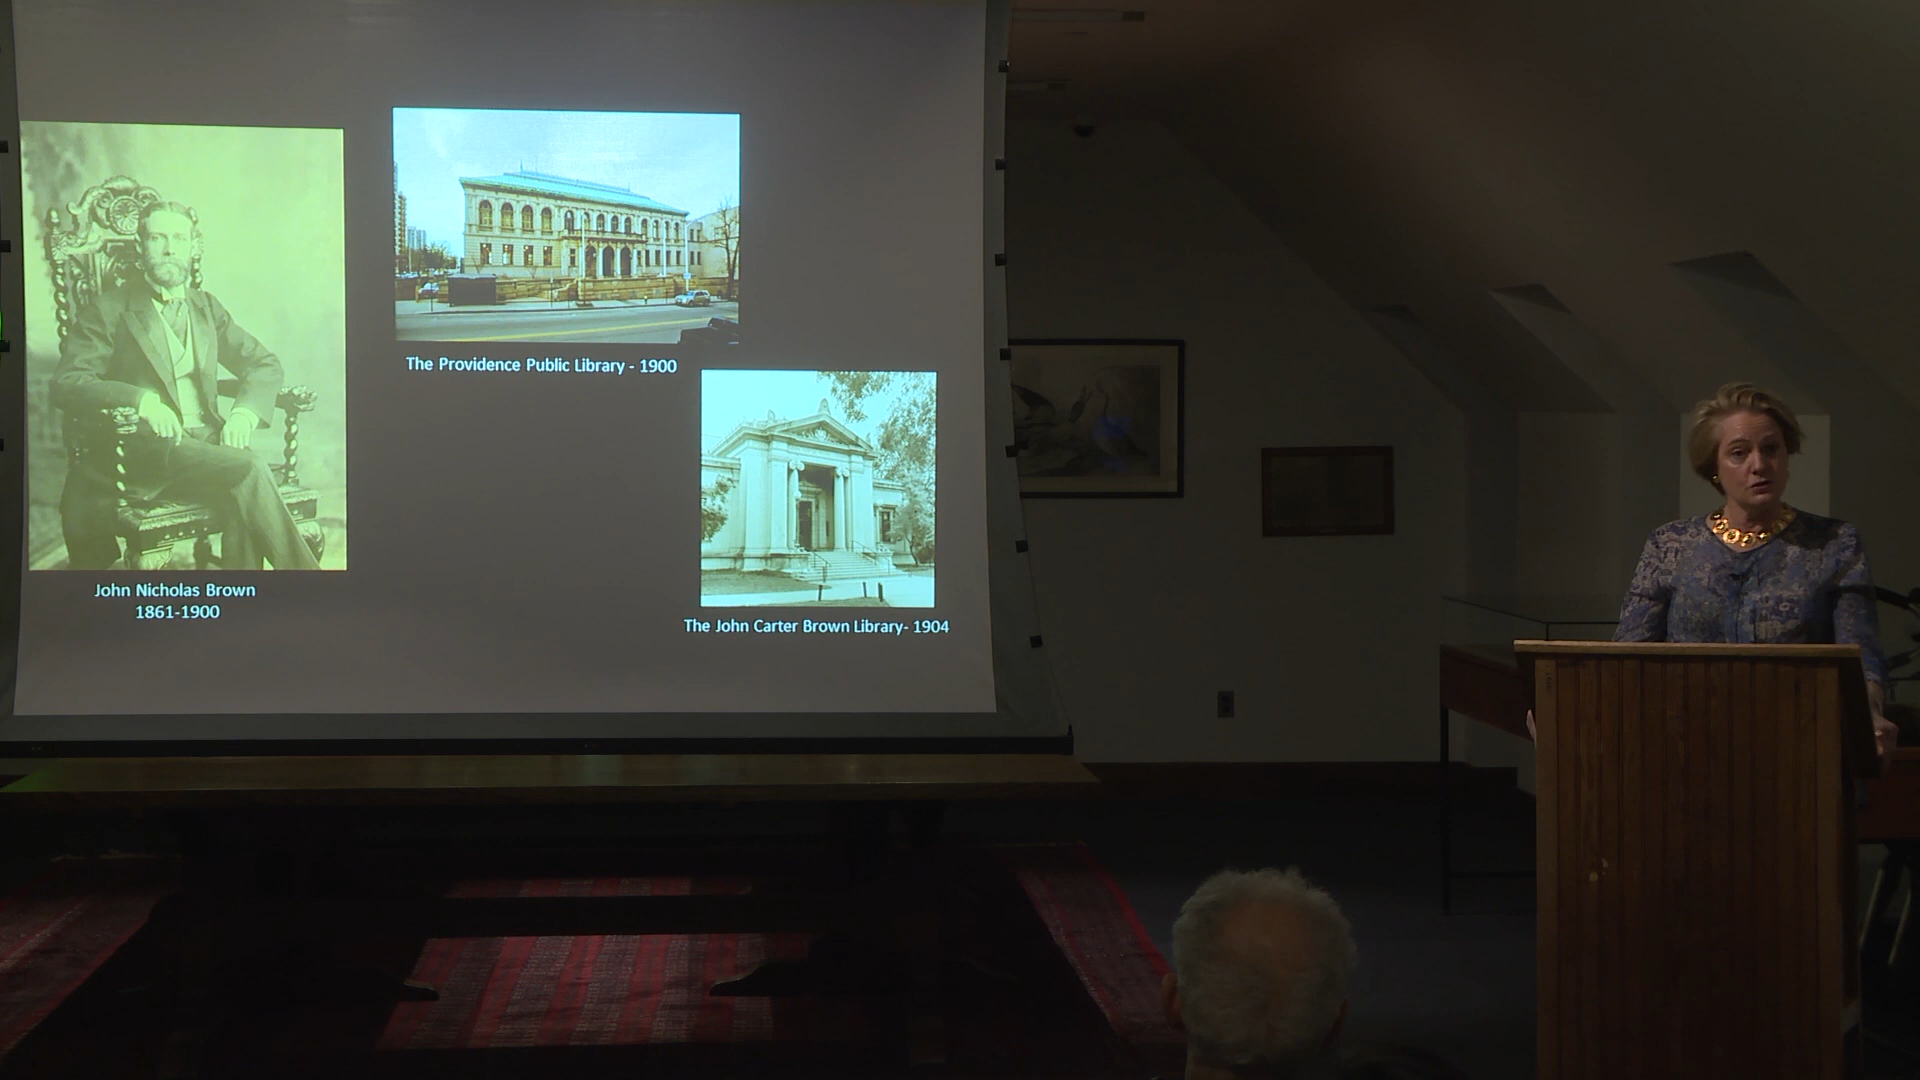 The Providence Public Library - 1900
John Nicholas Brown
1861-1900
The John Carter Brown Library- 1904